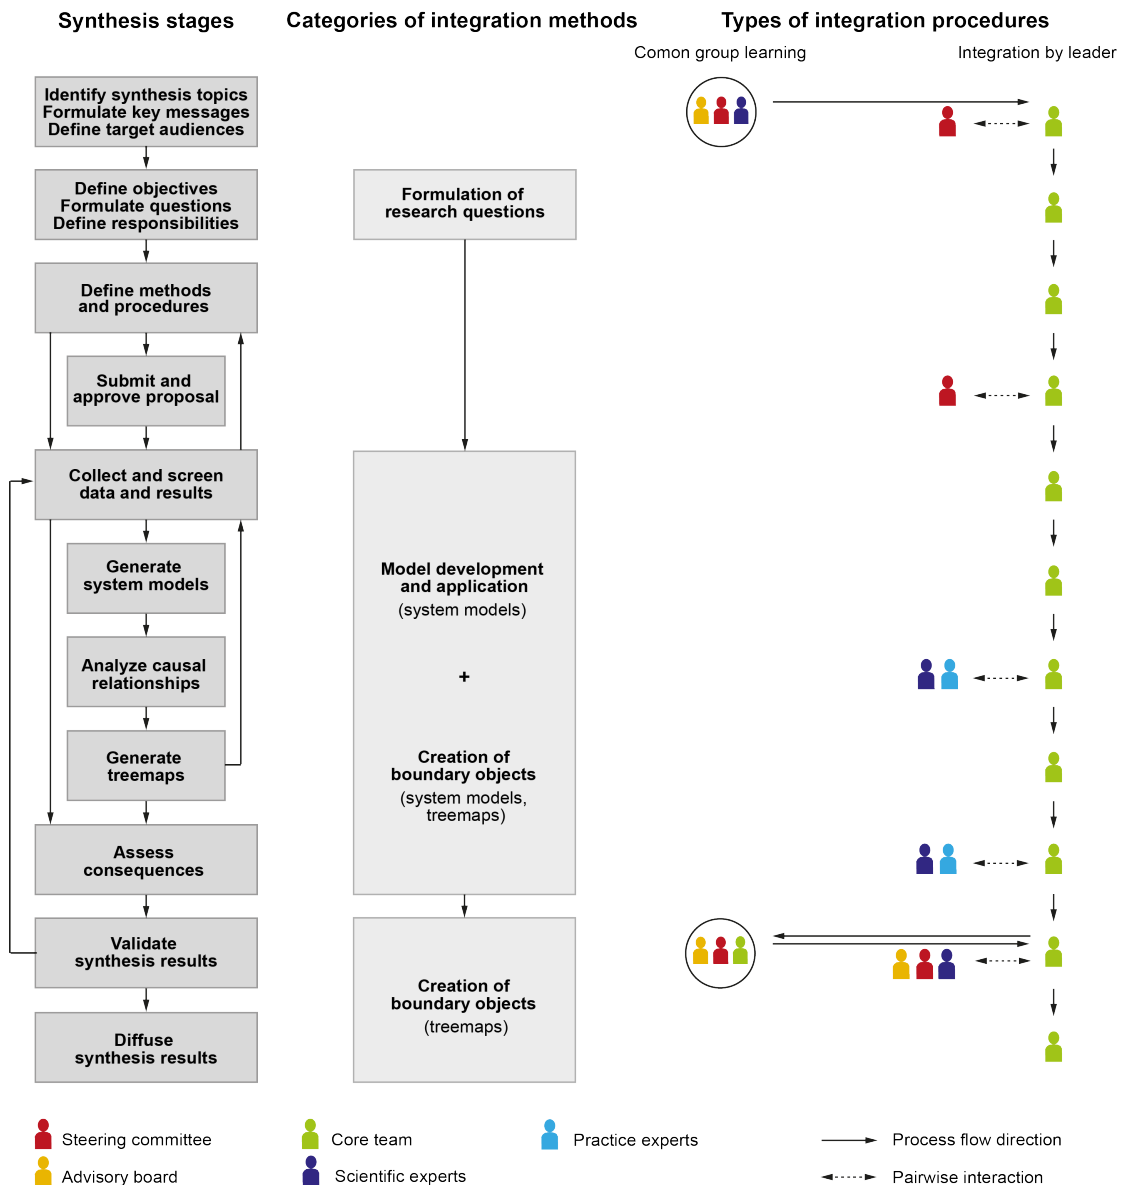 Synthesis stages
Categories of integration methods
Types of integration procedures
Comon group learning
Integration by leader
Identify synthesis topics
Formulate key messages
Define target audiences
Define objectives
Formulate questions
Define responsibilities
Formulation of
research questions
Define methods
and procedures
Submit and
approve proposal
Collect and screen
data and results
Generate
system models
Analyze causal
relationships
Generate
treemaps
Assess
consequences
Validate
synthesis results
Diffuse
synthesis results
Model development
and application
(system models)
+
Creation of
boundary objects
(system models,
treemaps)
Creation of
boundary objects
(treemaps)
Steering committee
Advisory board
Core team
Scientific experts
Practice experts
Process flow direction
Pairwise interaction